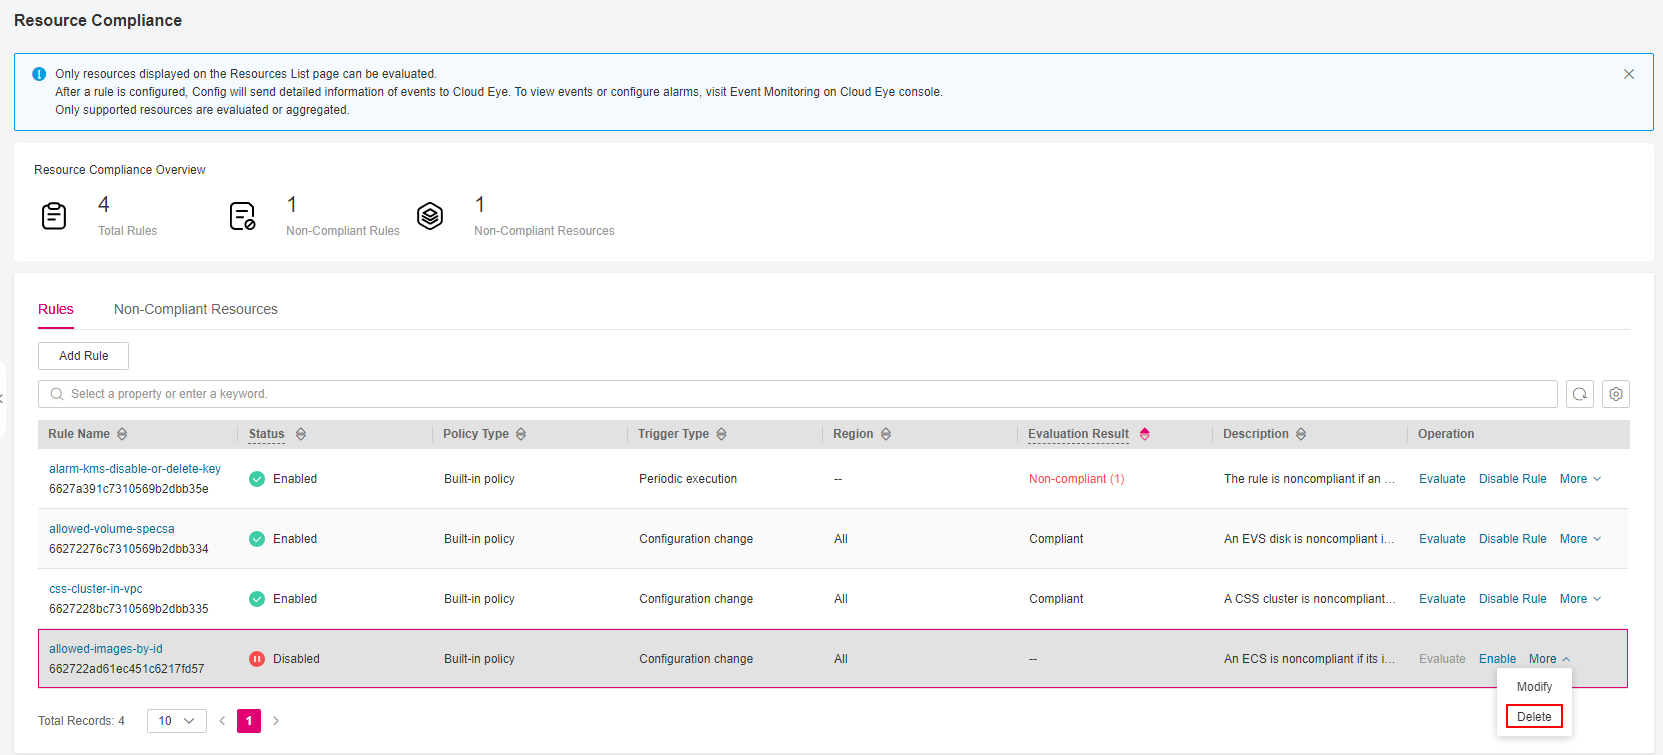 Resource Compliance
Only resources displayed on the Resources List page can be evaluated.
After a rule is configured, Config will send detailed information of events to Cloud Eye. To view events or configure alarms, visit Event Monitoring on Cloud Eye console.
Only supported resources are evaluated or aggregated.
Resource Compliance Overview
4
Total Rules
1
Non-Compliant Rules
1
Non-Compliant Resources
Rules Non-Compliant Resources
Add Rule
Select a property or enter a keyword.
Rule Name Status Policy Type Trigger Type Region Evaluation Result Description Operation
alarm-kms-disable-or-delete-key
6627a391c7310569b2dbb35e
Enabled Built-in policy Periodic execution -- Non-compliant (1) The rule is noncompliant if an ... Evaluate Disable Rule More
allowed-volume-specsa
66272276c7310569b2dbb334
Enabled Built-in policy Configuration change All Compliant An EVS disk is noncompliant i... Evaluate Disable Rule More
css-cluster-in-vpc
6627228bc7310569b2dbb335
Enabled Built-in policy Configuration change All Compliant A CSS cluster is noncompliant... Evaluate Disable Rule More
allowed-images-by-id
662722ad61ec451c6217fd57
Disabled Built-in policy Configuration change All -- An ECS is noncompliant if its i... Evaluate Enable More
Modify
Delete
Total Records: 4 10 1